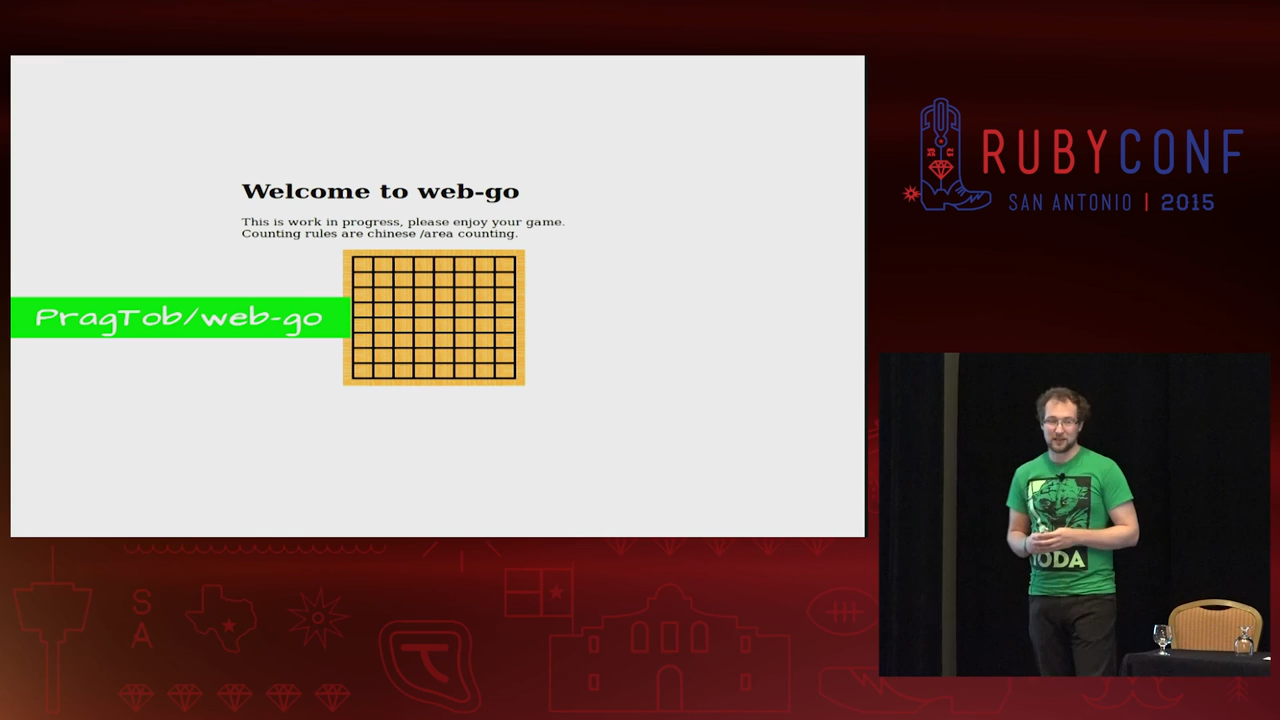 Welcome to web-go
This is work in progress, please enjoy your game.
Counting rules are chinese /area counting.
PragTob/web-go
RUBYCONF
SAN ANTONIO | 2015
YODA
S
A